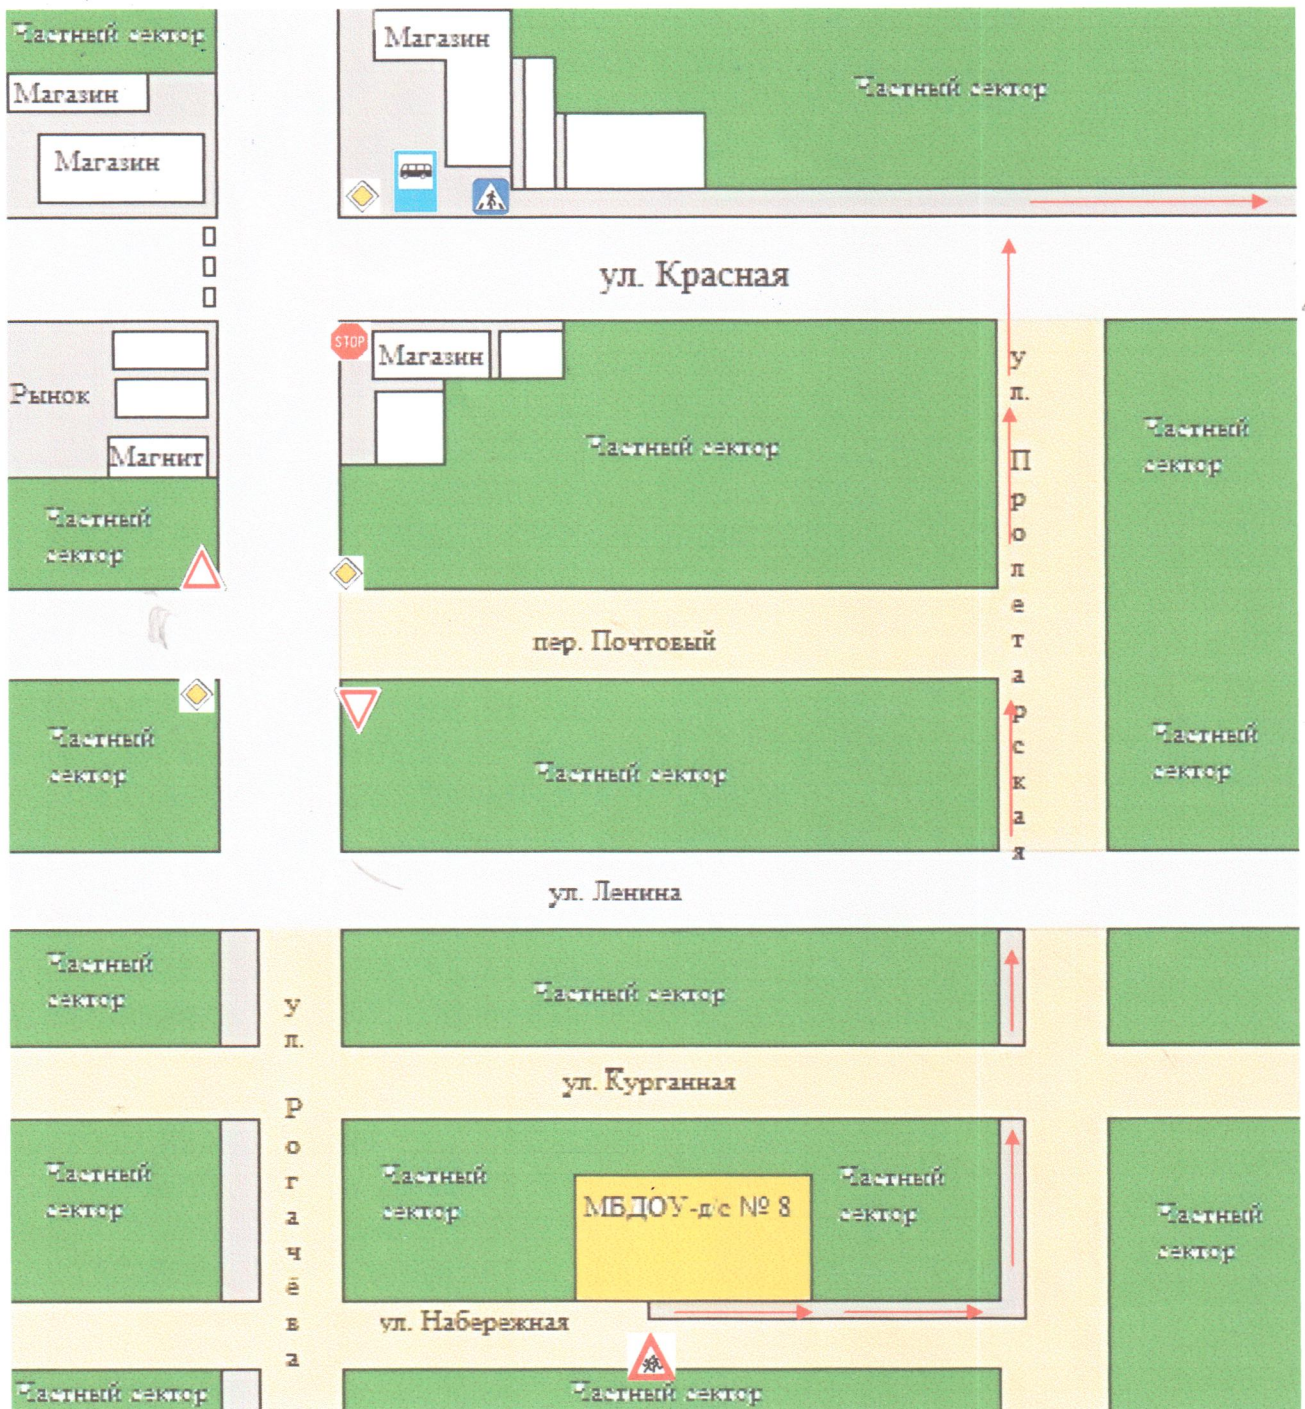 Частный сектор
Магазин
Магазин
Магазин
Частный сектор
ул. Красная
STOP
Магазин
Рынок
Магнит
Частный
сектор
Частный сектор
Частный
сектор
ул. Пролетарская
пер. Почтовый
Частный
сектор
Частный сектор
Частный
сектор
ул. Ленина
Частный
сектор
Частный сектор
ул. Рогачёва
ул. Курганная
Частный
сектор
Частный
сектор
МБДОУ-д/с № 8
Частный
сектор
Частный
сектор
ул. Набережная
Частный сектор
Частный сектор